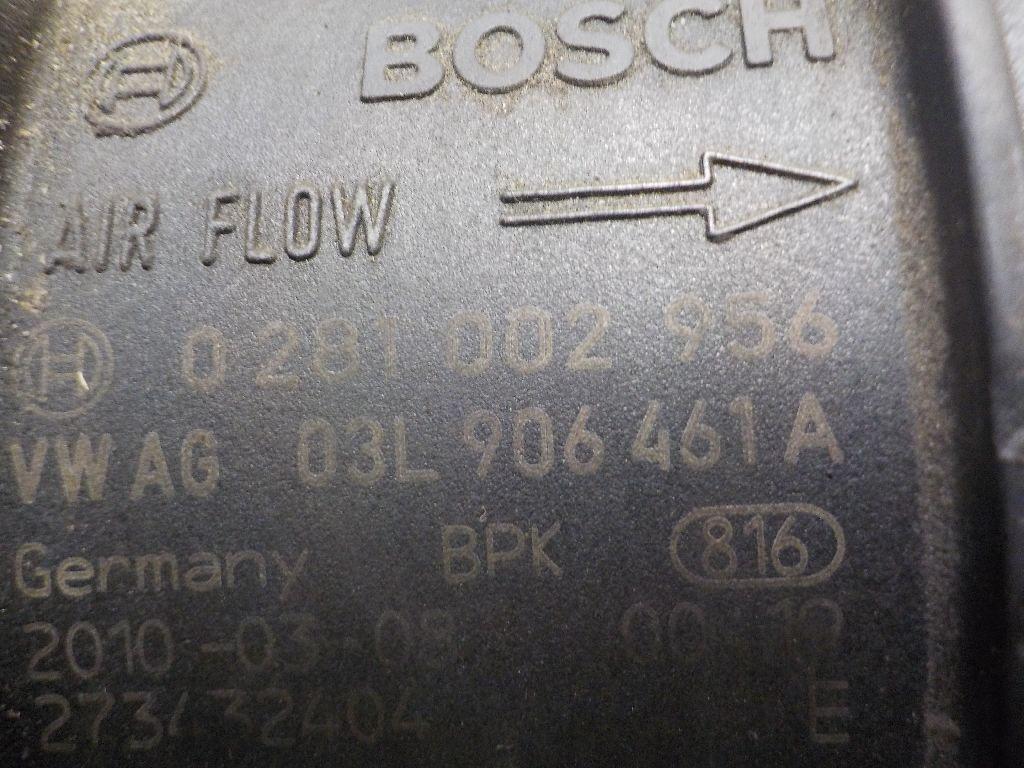 BOSCH
AIR FLOW
0 281 002 956
VW AG 03L 906 461 A
Germany BPK 816
2010-03-08
E